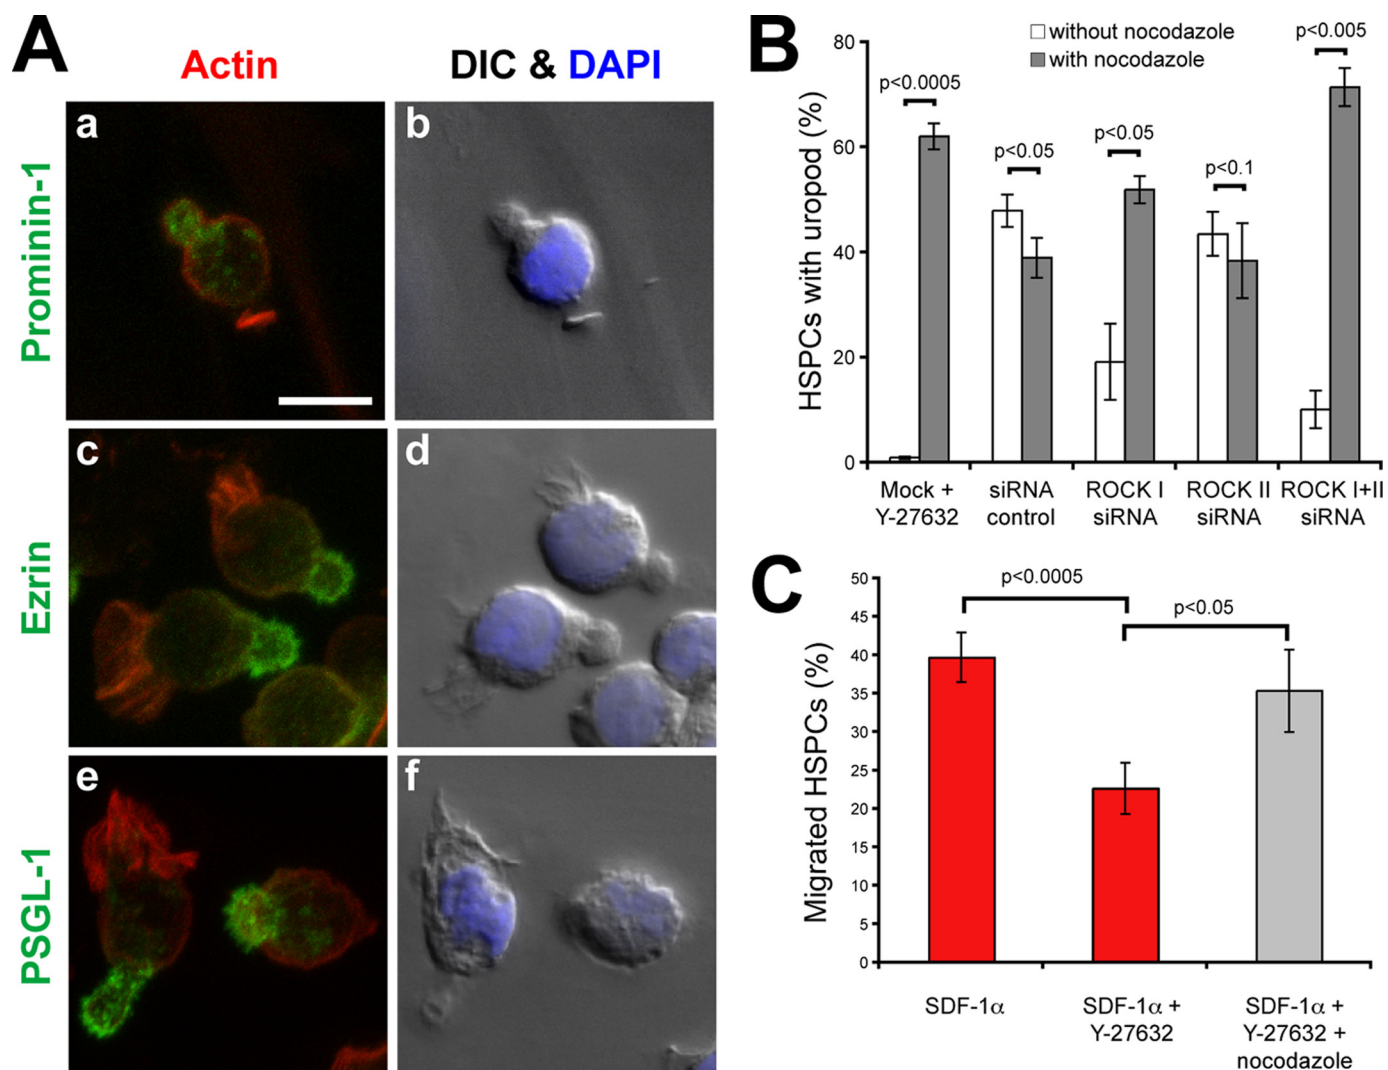 A
Actin
DIC & DAPI
Prominin-1
a
b
Ezrin
c
d
PSGL-1
e
f
B
without nocodazole
with nocodazole
HSPCs with uropod (%)
80
60
40
20
0
p<0.0005
p<0.05
p<0.05
p<0.1
p<0.005
Mock +
Y-27632
siRNA
control
ROCK I
siRNA
ROCK II
siRNA
ROCK I+II
siRNA
C
Migrated HSPCs (%)
50
45
40
35
30
25
20
15
10
5
0
p<0.0005
p<0.05
SDF-1α
SDF-1α +
Y-27632
SDF-1α +
Y-27632 +
nocodazole